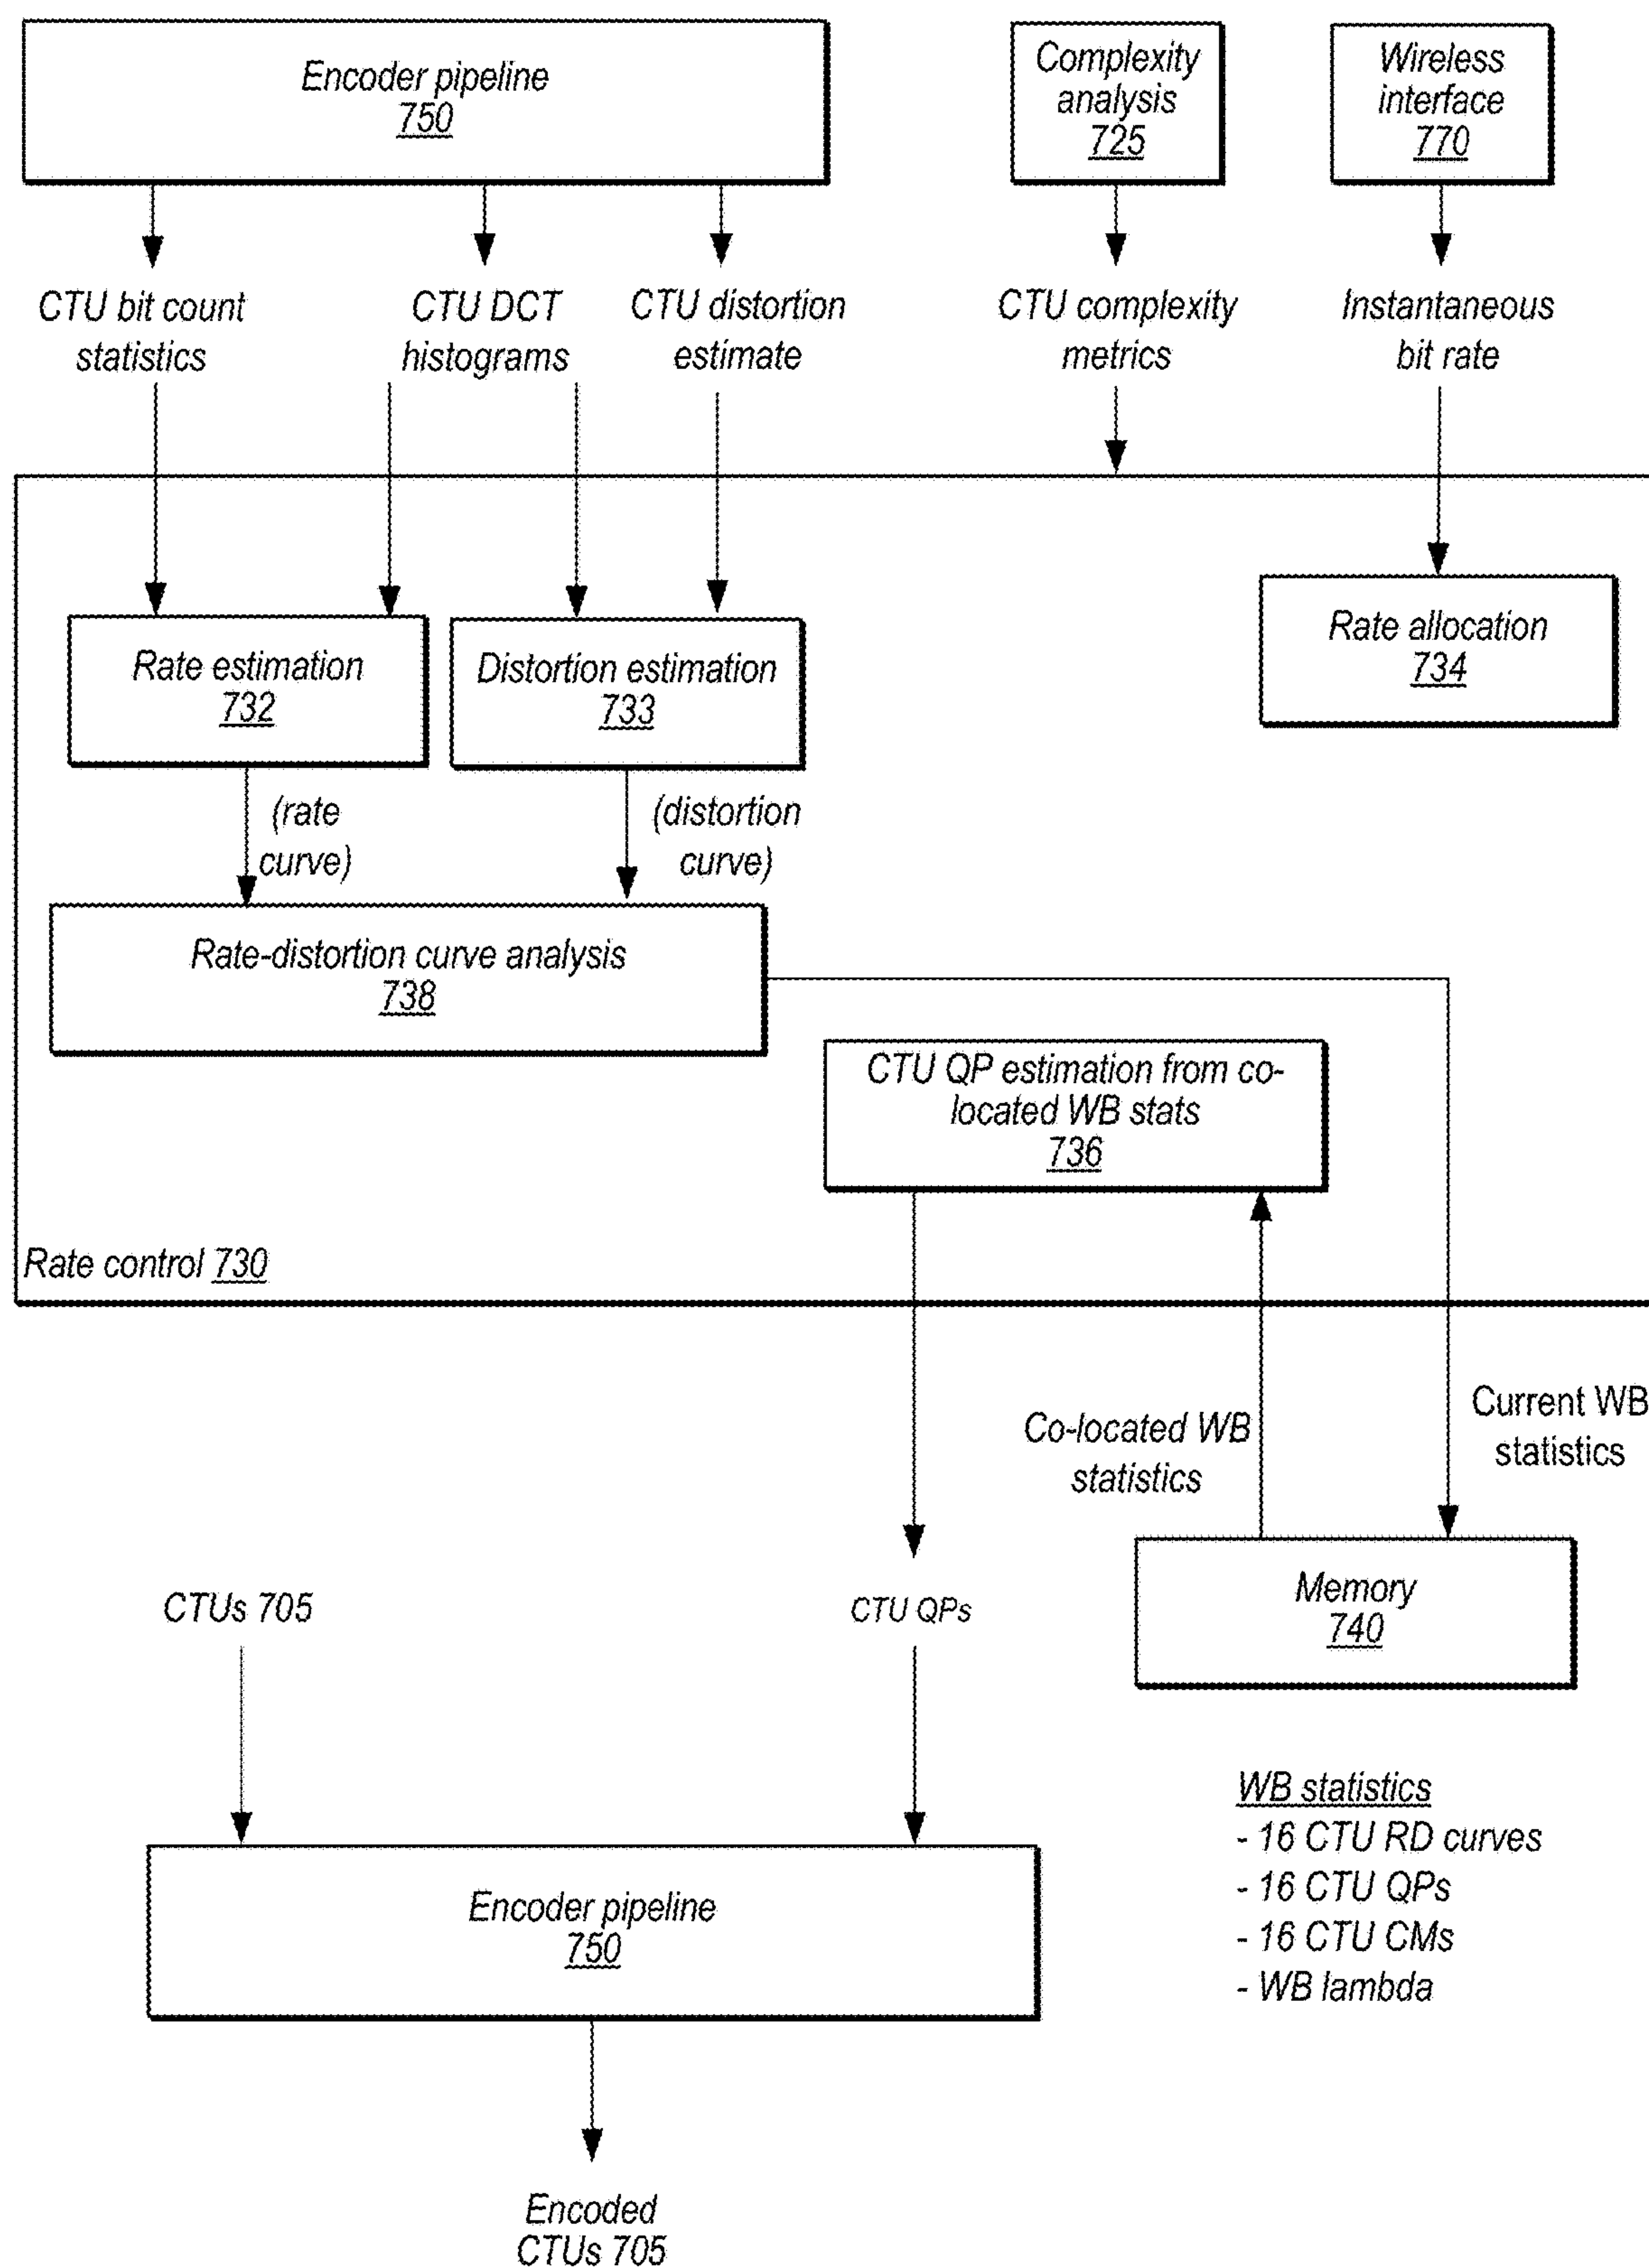 Encoder pipeline
750
Complexity
analysis
725
Wireless
interface
770
CTU bit count
statistics
CTU DCT
histograms
CTU distortion
estimate
CTU complexity
metrics
Instantaneous
bit rate
Rate estimation
732
Distortion estimation
733
Rate allocation
734
(rate
curve)
(distortion
curve)
Rate-distortion curve analysis
738
CTU QP estimation from co-
located WB stats
736
Rate control 730
Co-located WB
statistics
Current WB
statistics
CTUs 705
CTU QPs
Memory
740
WB statistics
- 16 CTU RD curves
- 16 CTU QPs
- 16 CTU CMs
- WB lambda
Encoder pipeline
750
Encoded
CTUs 705